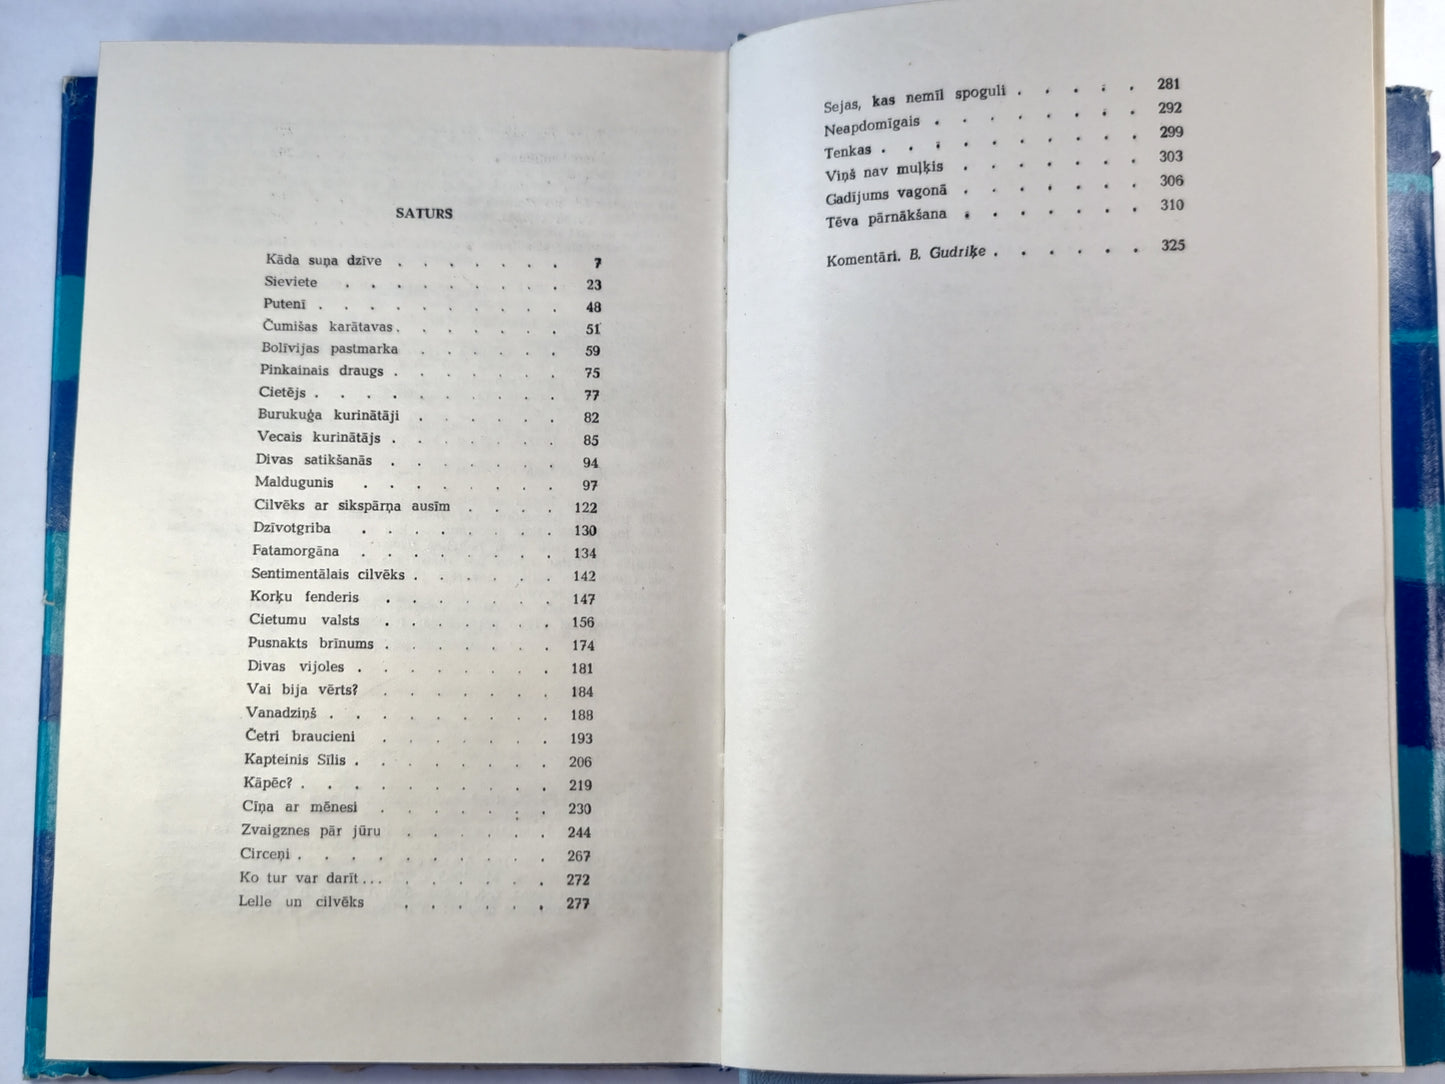 SATURS
Kāda suņa dzīve . . . . . . . 7
Sieviete . . . . . . . . . 23
Putenī . . . . . . . . . . 48
Čumišas karātavas . . . . . . . 51
Bolīvijas pastmarka . . . . . . 59
Pinkainais draugs . . . . . . . 75
Cietējs . . . . . . . . . . 77
Burukuģa kurinātāji . . . . . . 82
Vecais kurinātājs . . . . . . . 85
Divas satikšanās . . . . . . . 94
Maldugunis . . . . . . . . 97
Cilvēks ar sikspārņa ausīm . . . . 122
Dzīvotgriba . . . . . . . . 130
Fatamorgāna . . . . . . . . 134
Sentimentālais cilvēks . . . . . . 142
Korķu fenderis . . . . . . . 147
Cietumu valsts . . . . . . . 156
Pusnakts brīnums . . . . . . . 174
Divas vijoles . . . . . . . . 181
Vai bija vērts? . . . . . . . 184
Vanadziņš . . . . . . . . . 188
Četri braucieni . . . . . . . 193
Kapteinis Sīlis . . . . . . . . 206
Kāpēc? . . . . . . . . . . 219
Cīņa ar mēnesi . . . . . . . 230
Zvaigznes pār jūru . . . . . . 244
Circeņi . . . . . . . . . . 267
Ko tur var darīt . . . . . . . . . 272
Lelle un cilvēks . . . . . . 277
Sejas, kas nemīl spoguli . . . . . 281
Neapdomīgais . . . . . . . . 292
Tenkas . . . . . . . . . . 299
Viņš nav muļķis . . . . . . . 303
Gadījums vagonā . . . . . . . 306
Tēva pārnākšana . . . . . . . 310
Komentāri. B. Gudriķe . . . . . . 325